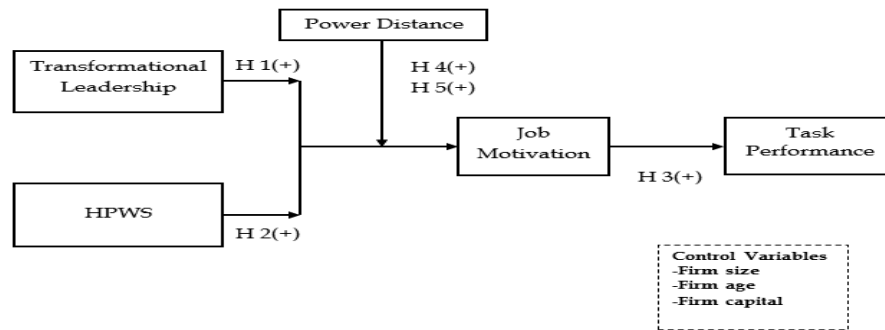 Power Distance
Transformational
Leadership
H 1(+)
H 4(+)
H 5(+)
Job
Motivation
Task
Performance
H 3(+)
HPWS
H 2(+)
Control Variables
-Firm size
-Firm age
-Firm capital